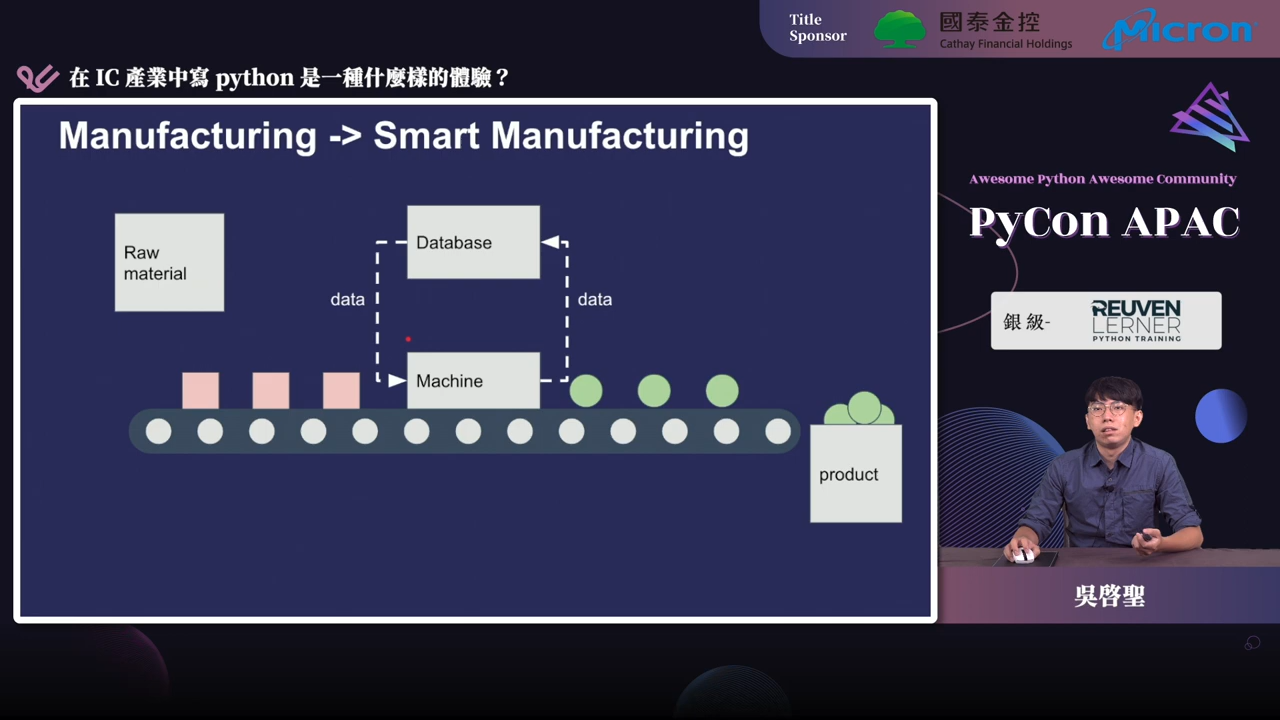 Title
Sponsor
國泰金控
Cathay Financial Holdings
Micron
在 IC 產業中寫 python 是一種什麼樣的體驗？
Manufacturing -> Smart Manufacturing
Raw
material
Database
data
data
Machine
product
Awesome Python Awesome Community
PyCon APAC
銀級-
REUVEN
LERNER
PYTHON TRAINING
吳啓聖